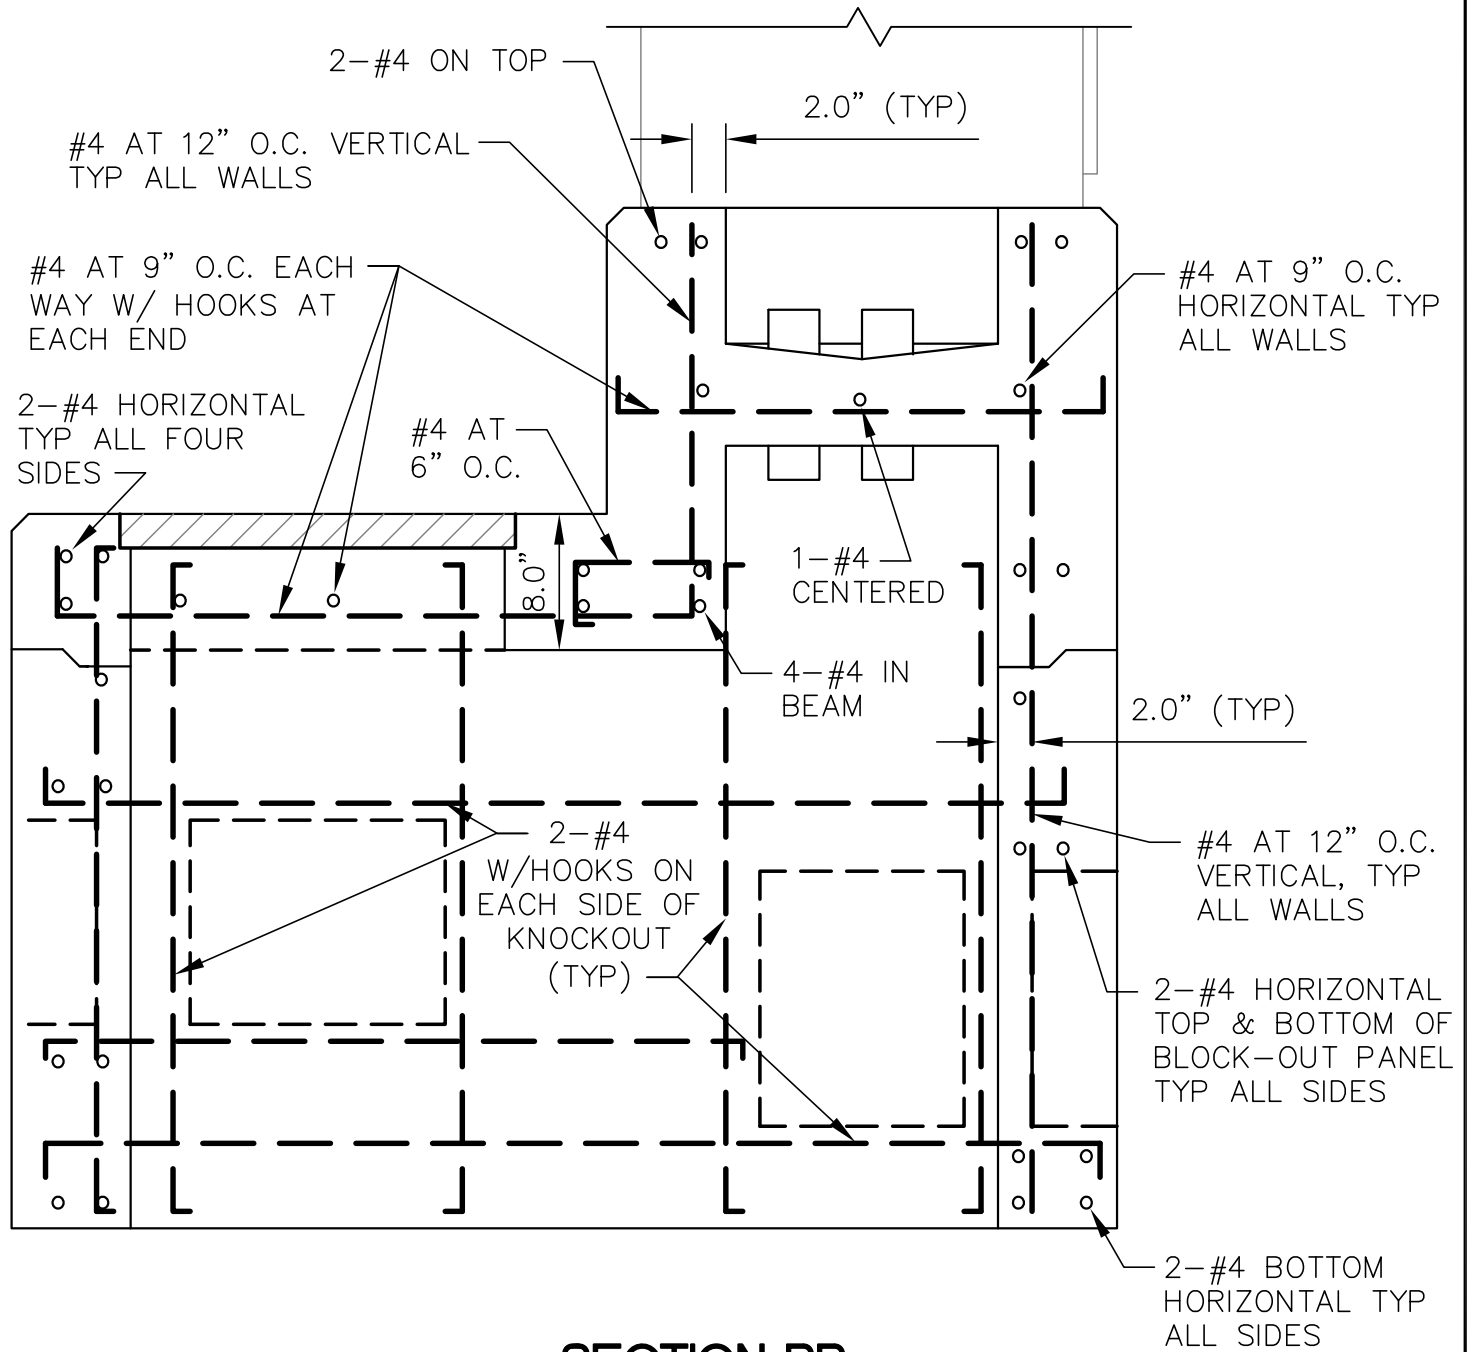 2-#4 ON TOP
2.0" (TYP)
#4 AT 12" O.C. VERTICAL
TYP ALL WALLS
#4 AT 9" O.C. EACH
WAY W/ HOOKS AT
EACH END
#4 AT 9" O.C.
HORIZONTAL TYP
ALL WALLS
2-#4 HORIZONTAL
TYP ALL FOUR
SIDES
#4 AT
6" O.C.
8.0"
1-#4
CENTERED
4-#4 IN
BEAM
2.0" (TYP)
2-#4
W/HOOKS ON
EACH SIDE OF
KNOCKOUT
(TYP)
#4 AT 12" O.C.
VERTICAL, TYP
ALL WALLS
2-#4 HORIZONTAL
TOP & BOTTOM OF
BLOCK-OUT PANEL
TYP ALL SIDES
2-#4 BOTTOM
HORIZONTAL TYP
ALL SIDES
SECTION